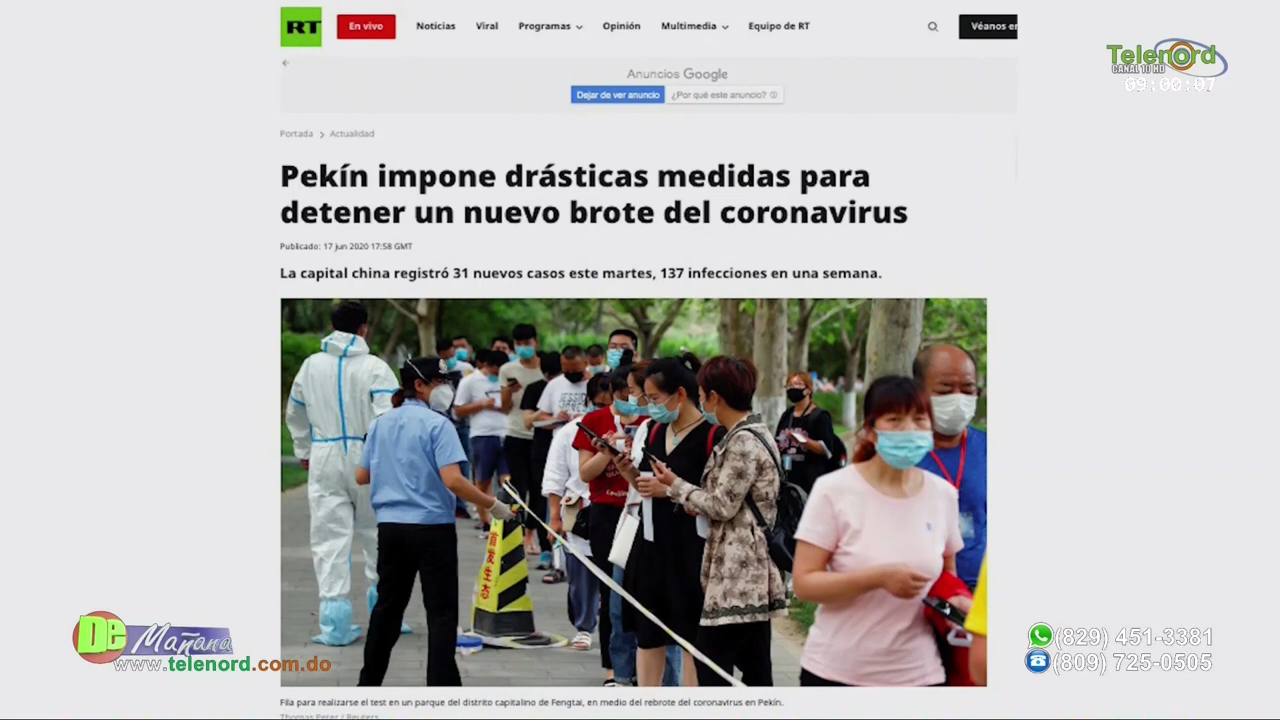 RT
En vivo
Noticias
Viral
Programas
Opinión
Multimedia
Equipo de RT
Véanos en
Telenord
CANAL 10 HD
09:00:07
Anuncios Google
Dejar de ver anuncio
¿Por qué este anuncio?
Portada
Actualidad
Pekín impone drásticas medidas para
detener un nuevo brote del coronavirus
Publicado: 17 jun 2020 17:58 GMT
La capital china registró 31 nuevos casos este martes, 137 infecciones en una semana.
De Mañana
www.telenord.com.do
(829) 451-3381
(809) 725-0505
Fila para realizarse el test en un parque del distrito capitalino de Fengtai, en medio del rebrote del coronavirus en Pekín.
Thomas Peter / Reuters